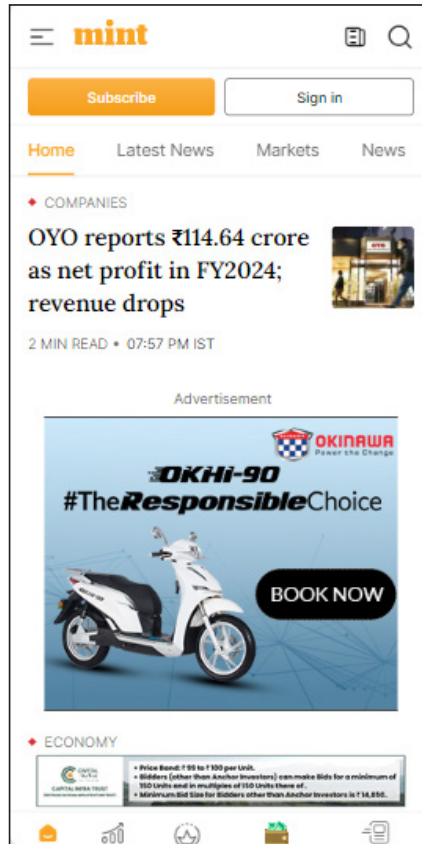 mint
Subscribe
Sign in
Home Latest News Markets News
COMPANIES
OYO reports ₹114.64 crore
as net profit in FY2024;
revenue drops
2 MIN READ • 07:57 PM IST
Advertisement
OKINAWA
Power the Change
OKHi-90
#TheResponsibleChoice
BOOK NOW
ECONOMY
CAPITAL INFRA TRUST
• Price Band: ₹ 99 to ₹ 100 per Unit.
• Bidders (other than Anchor Investors) can make Bids for a minimum of
150 Units and in multiples of 150 Units there of.
• Minimum Bid Size for Bidders other than Anchor Investors is ₹ 14,850.